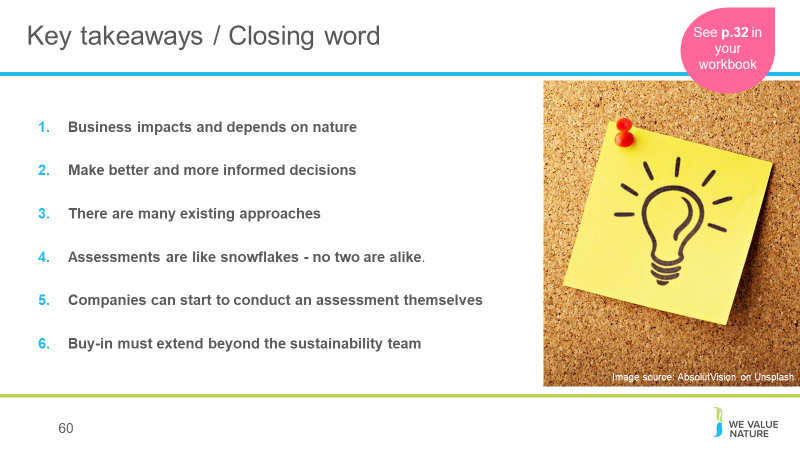 Key takeaways / Closing word
See p.32 in
your
workbook
1. Business impacts and depends on nature
2. Make better and more informed decisions
3. There are many existing approaches
4. Assessments are like snowflakes - no two are alike.
5. Companies can start to conduct an assessment themselves
6. Buy-in must extend beyond the sustainability team
Image source: AbsolutVision on Unsplash
60
WE VALUE
NATURE